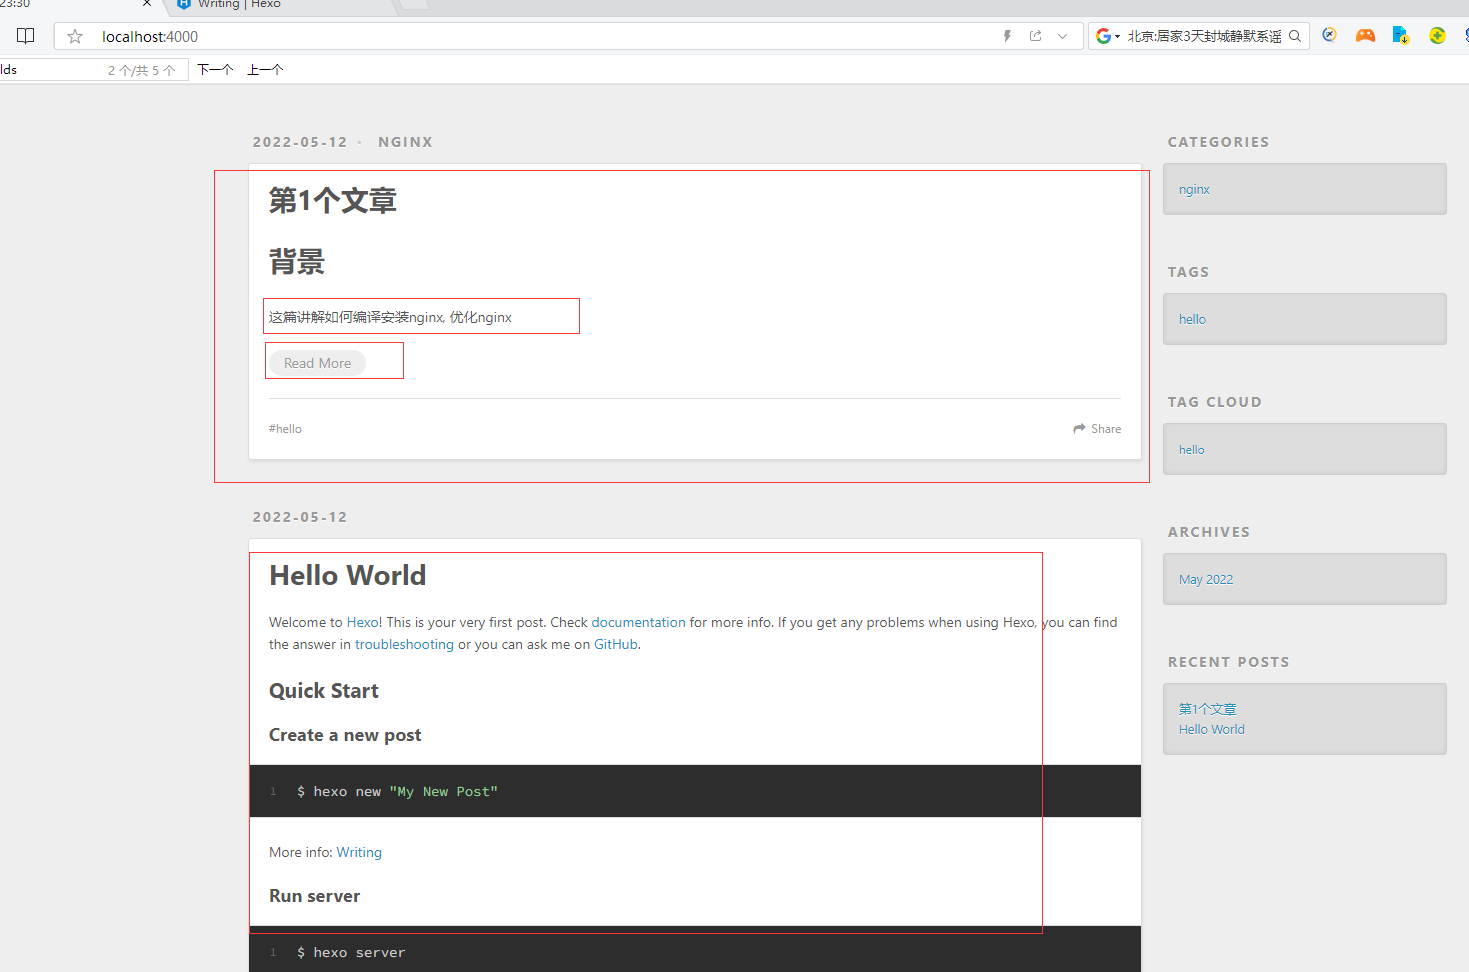 23:30
Writing | Hexo
localhost:4000
北京:居家3天封城静默系谣
lds
2 个/共 5 个
下一个
上一个
2022-05-12 • NGINX
第1个文章
背景
这篇讲解如何编译安装nginx, 优化nginx
Read More
#hello
Share
2022-05-12
Hello World
Welcome to Hexo! This is your very first post. Check documentation for more info. If you get any problems when using Hexo, you can find
the answer in troubleshooting or you can ask me on GitHub.
Quick Start
Create a new post
1 $ hexo new "My New Post"
More info: Writing
Run server
1 $ hexo server
CATEGORIES
nginx
TAGS
hello
TAG CLOUD
hello
ARCHIVES
May 2022
RECENT POSTS
第1个文章
Hello World